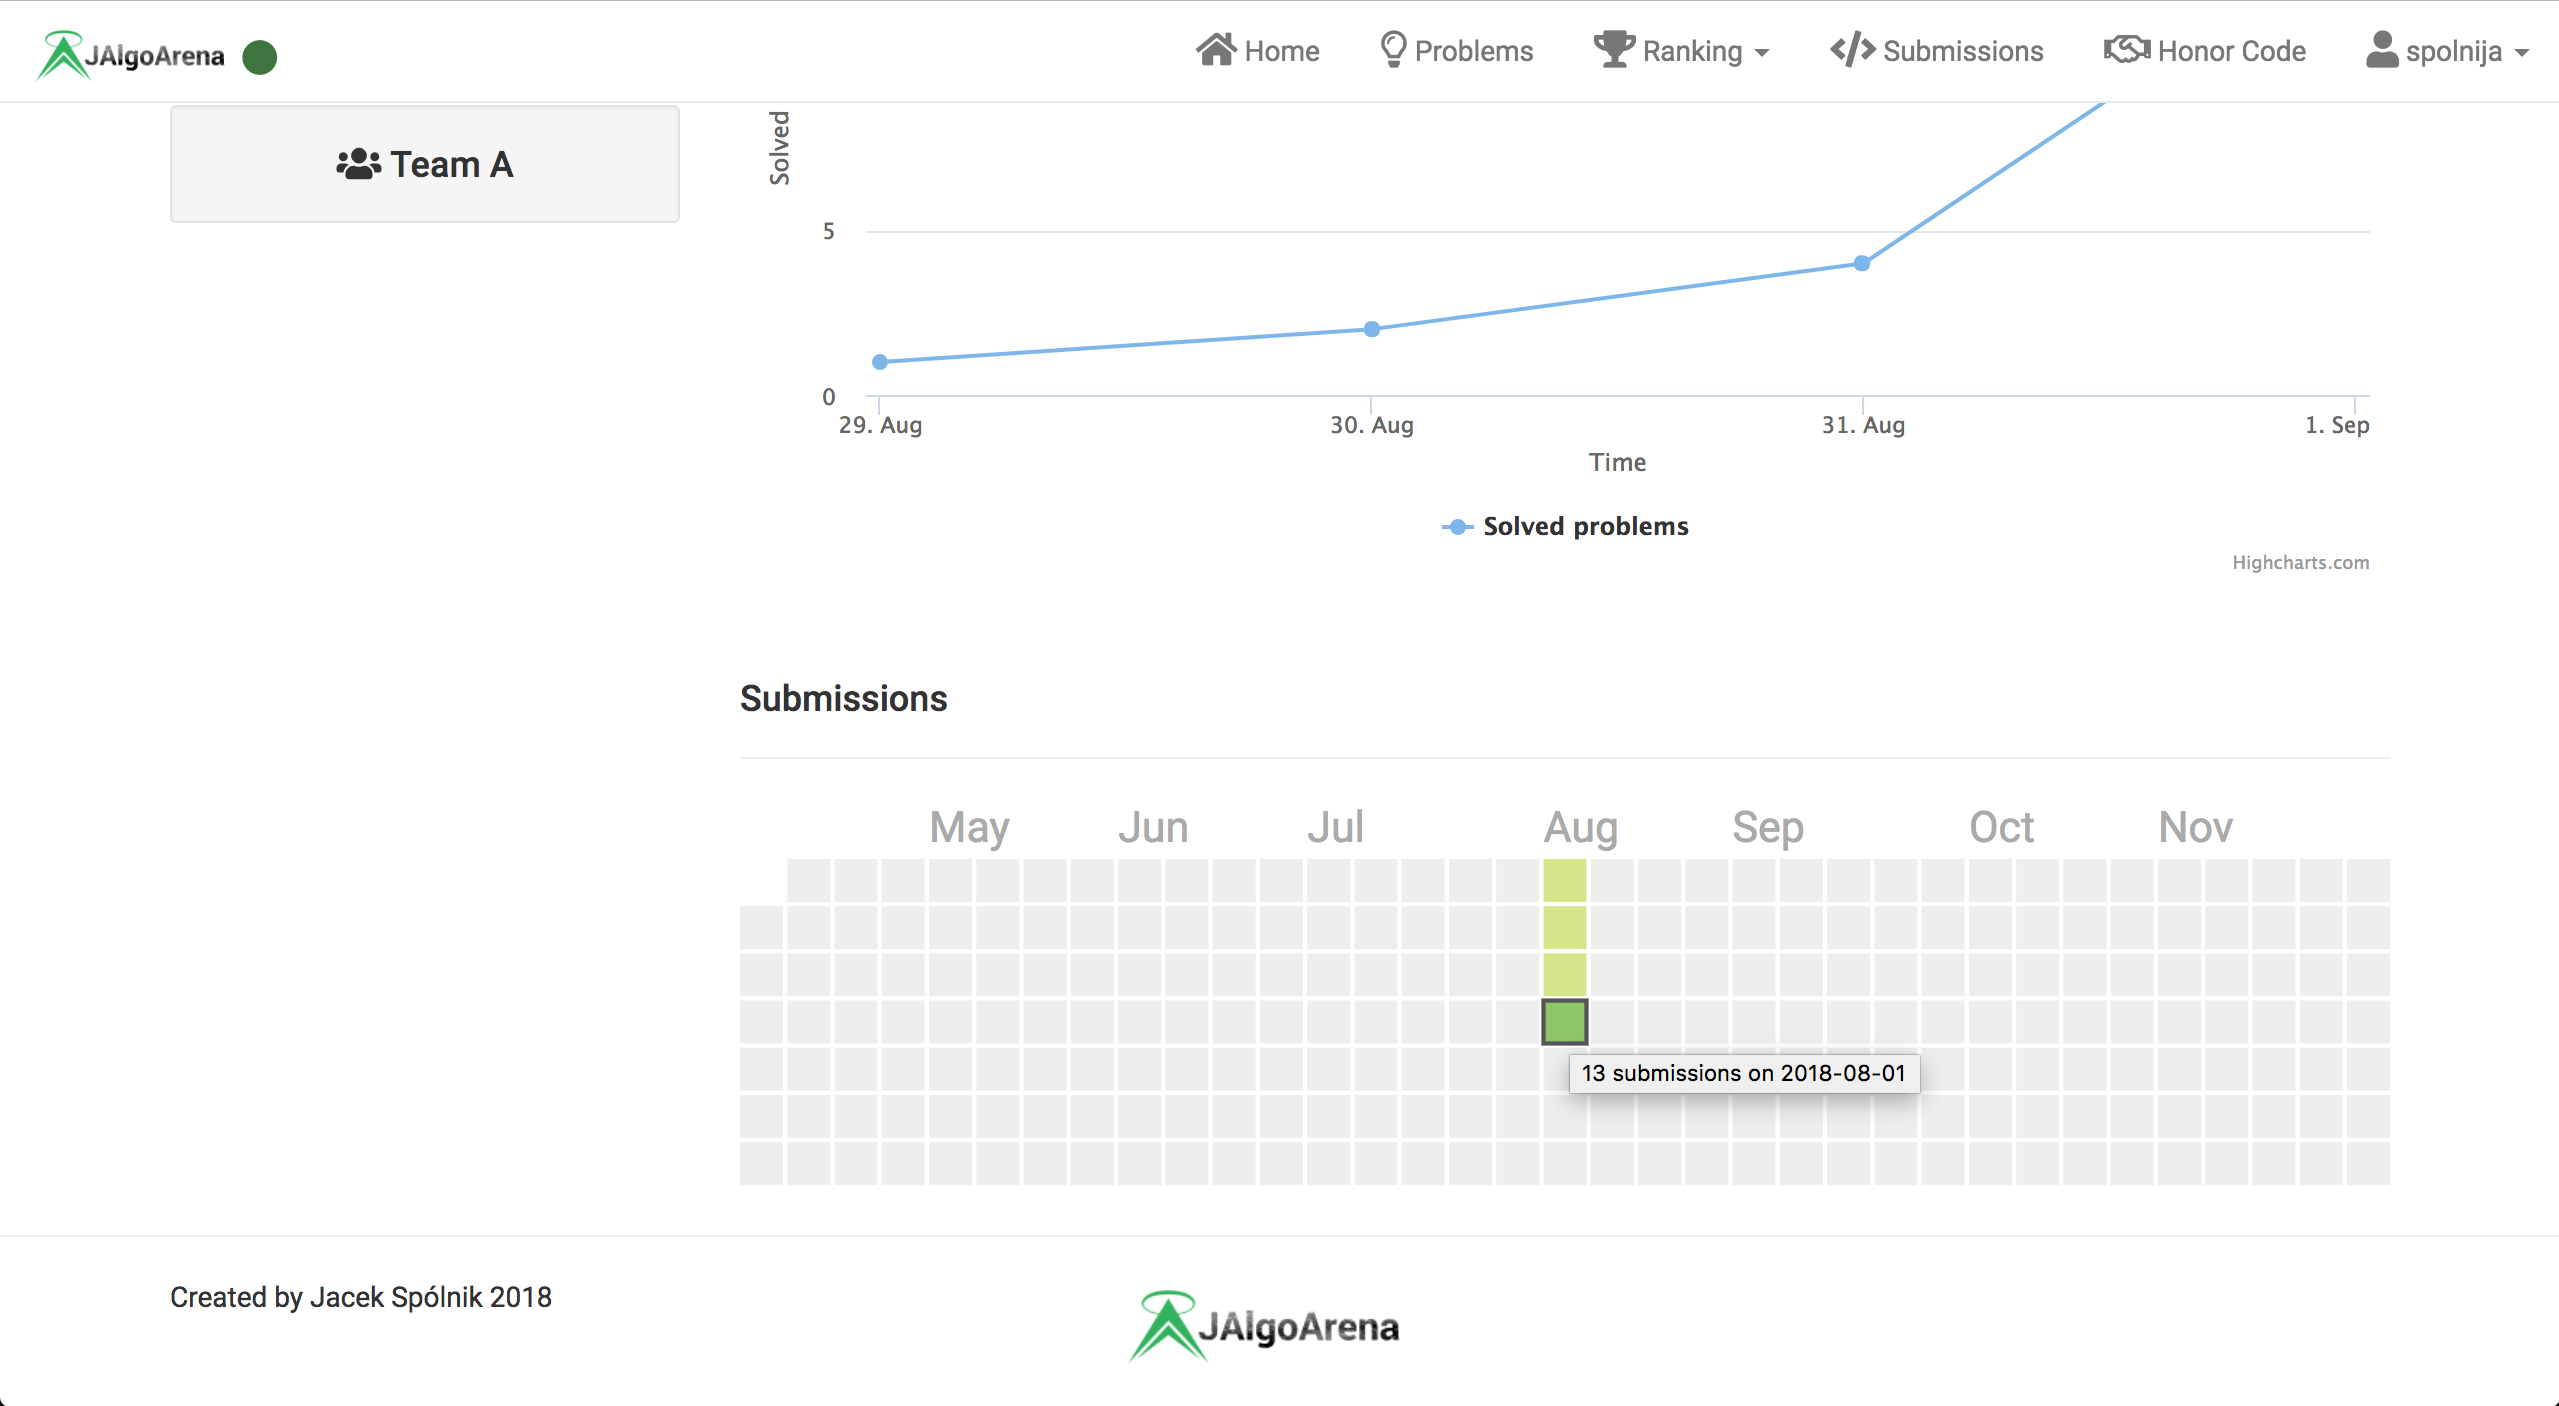 JAlgoArena
Home
Problems
Ranking
Submissions
Honor Code
spolnija
Team A
Solved
5
0
29. Aug
30. Aug
31. Aug
1. Sep
Time
Solved problems
Highcharts.com
Submissions
May
Jun
Jul
Aug
Sep
Oct
Nov
13 submissions on 2018-08-01
Created by Jacek Spólnik 2018
JAlgoArena